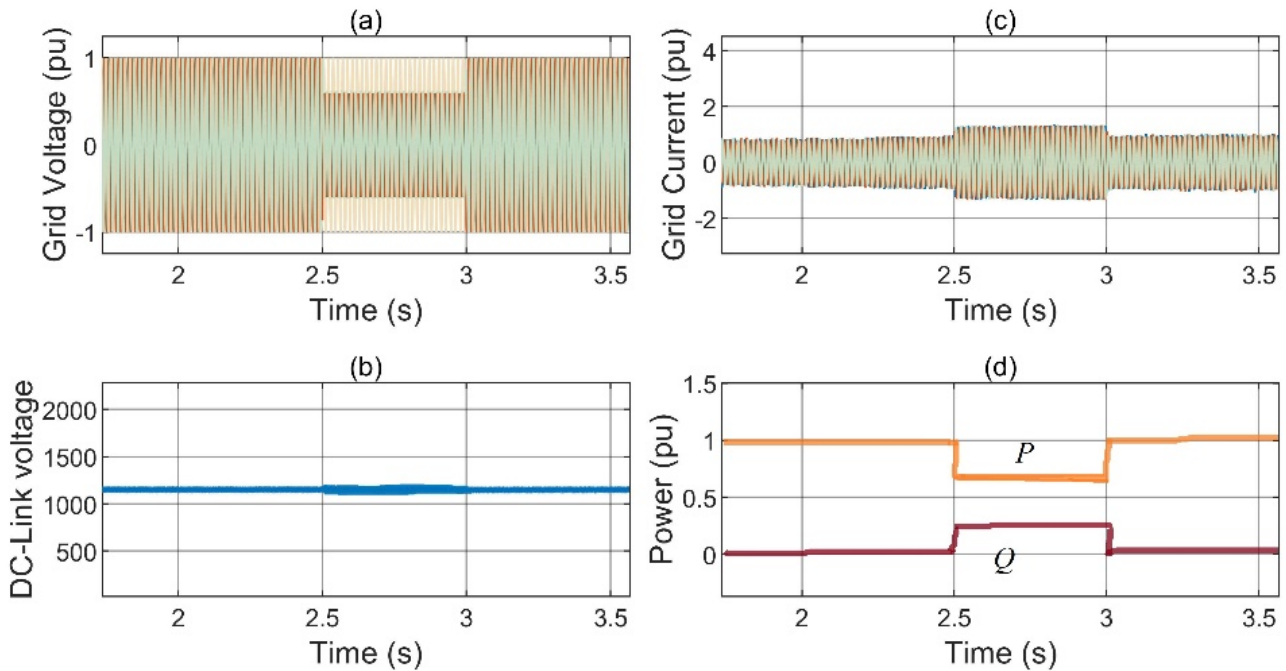 (a)
Grid Voltage (pu)
1
0
-1
2
2.5
3
3.5
Time (s)
(c)
Grid Current (pu)
4
2
0
-2
2
2.5
3
3.5
Time (s)
(b)
DC-Link voltage
2000
1500
1000
500
2
2.5
3
3.5
Time (s)
(d)
Power (pu)
1.5
1
0.5
0
P
Q
2
2.5
3
3.5
Time (s)